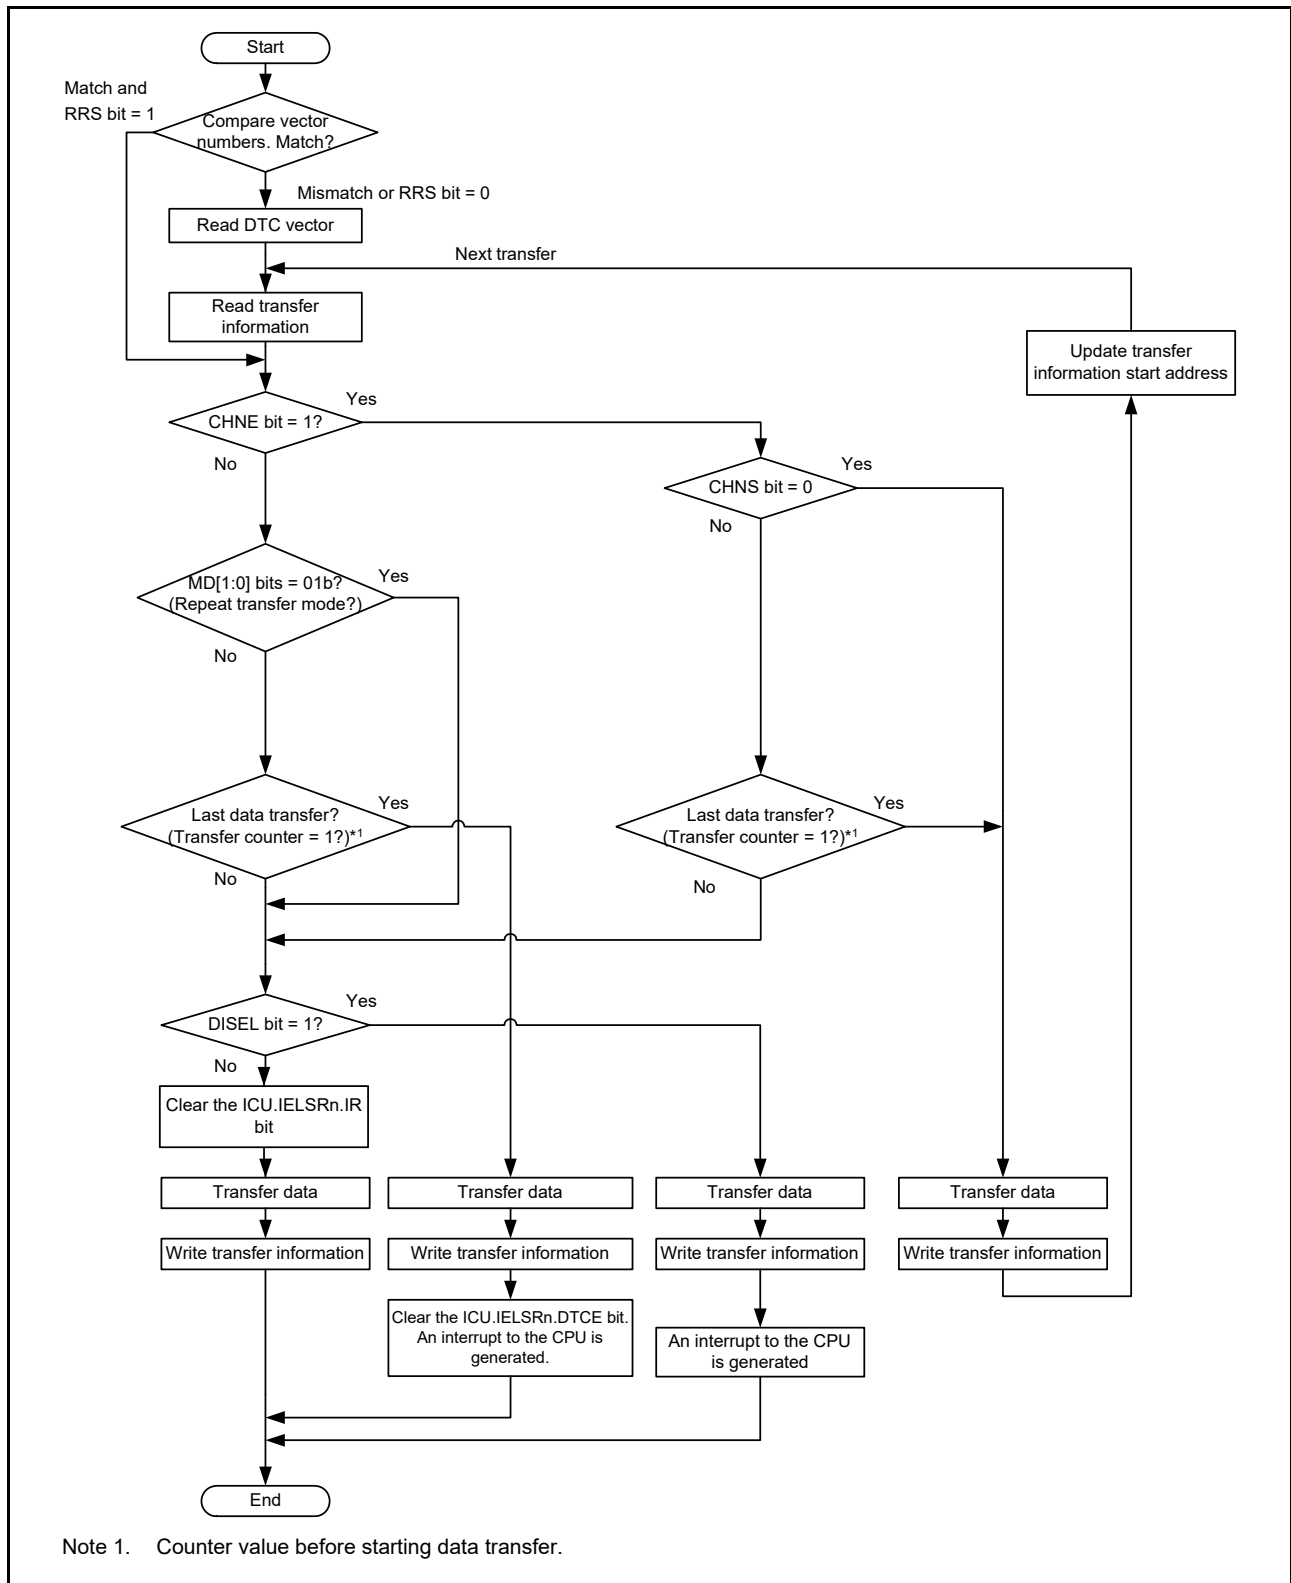 Start
Match and
RRS bit = 1
Compare vector
numbers. Match?
Mismatch or RRS bit = 0
Read DTC vector
Next transfer
Read transfer
information
Update transfer
information start address
Yes
CHNE bit = 1?
No
Yes
CHNS bit = 0
No
MD[1:0] bits = 01b?
(Repeat transfer mode?)
Yes
No
Last data transfer?
(Transfer counter = 1?)*1
Yes
No
Last data transfer?
(Transfer counter = 1?)*1
Yes
No
DISEL bit = 1?
Yes
No
Clear the ICU.IELSRn.IR
bit
Transfer data
Transfer data
Transfer data
Transfer data
Write transfer information
Write transfer information
Write transfer information
Write transfer information
Clear the ICU.IELSRn.DTCE bit.
An interrupt to the CPU is
generated.
An interrupt to the CPU
is generated
End
Note 1. Counter value before starting data transfer.